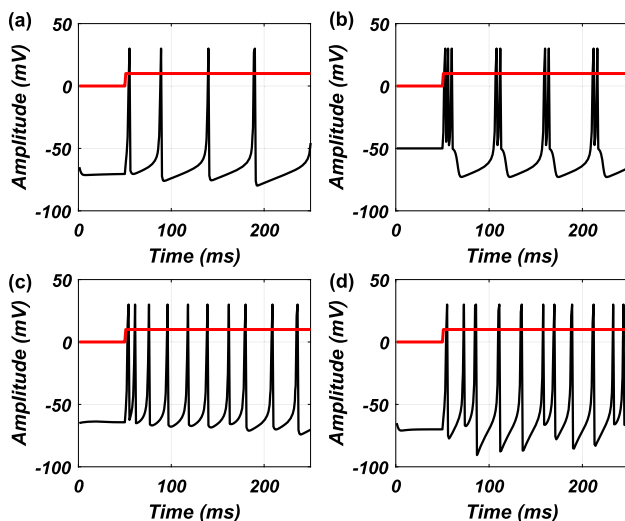 (a) (b)
50 50
0 0
-50 -50
-100 -100
Amplitude (mV) Amplitude (mV)
0 100 200 0 100 200
Time (ms) Time (ms)
(c) (d)
50 50
0 0
-50 -50
-100 -100
Amplitude (mV) Amplitude (mV)
0 100 200 0 100 200
Time (ms) Time (ms)